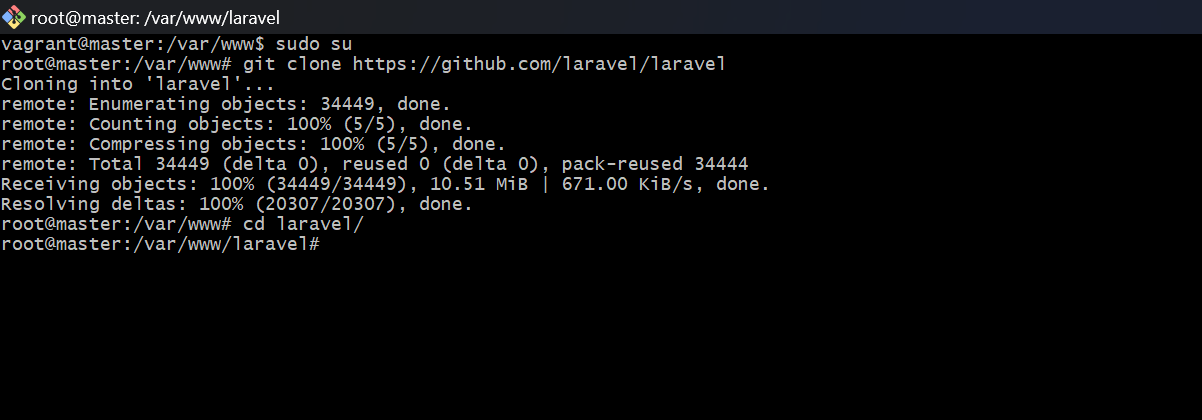 root@master: /var/www/laravel
vagrant@master:/var/www$ sudo su
root@master:/var/www# git clone https://github.com/laravel/laravel
Cloning into 'laravel'...
remote: Enumerating objects: 34449, done.
remote: Counting objects: 100% (5/5), done.
remote: Compressing objects: 100% (5/5), done.
remote: Total 34449 (delta 0), reused 0 (delta 0), pack-reused 34444
Receiving objects: 100% (34449/34449), 10.51 MiB | 671.00 KiB/s, done.
Resolving deltas: 100% (20307/20307), done.
root@master:/var/www# cd laravel/
root@master:/var/www/laravel#